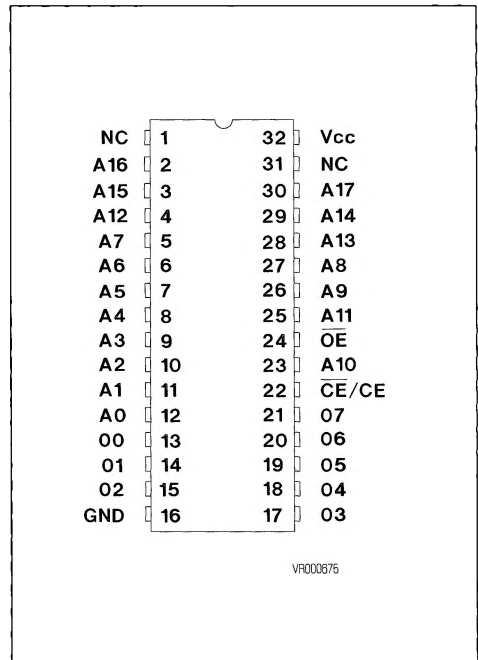 NC 1 32 Vcc
A16 2 31 NC
A15 3 30 A17
A12 4 29 A14
A7 5 28 A13
A6 6 27 A8
A5 7 26 A9
A4 8 25 A11
A3 9 24 O̅E̅
A2 10 23 A10
A1 11 22 C̅E̅/CE
A0 12 21 07
00 13 20 06
01 14 19 05
02 15 18 04
GND 16 17 03
VR000675